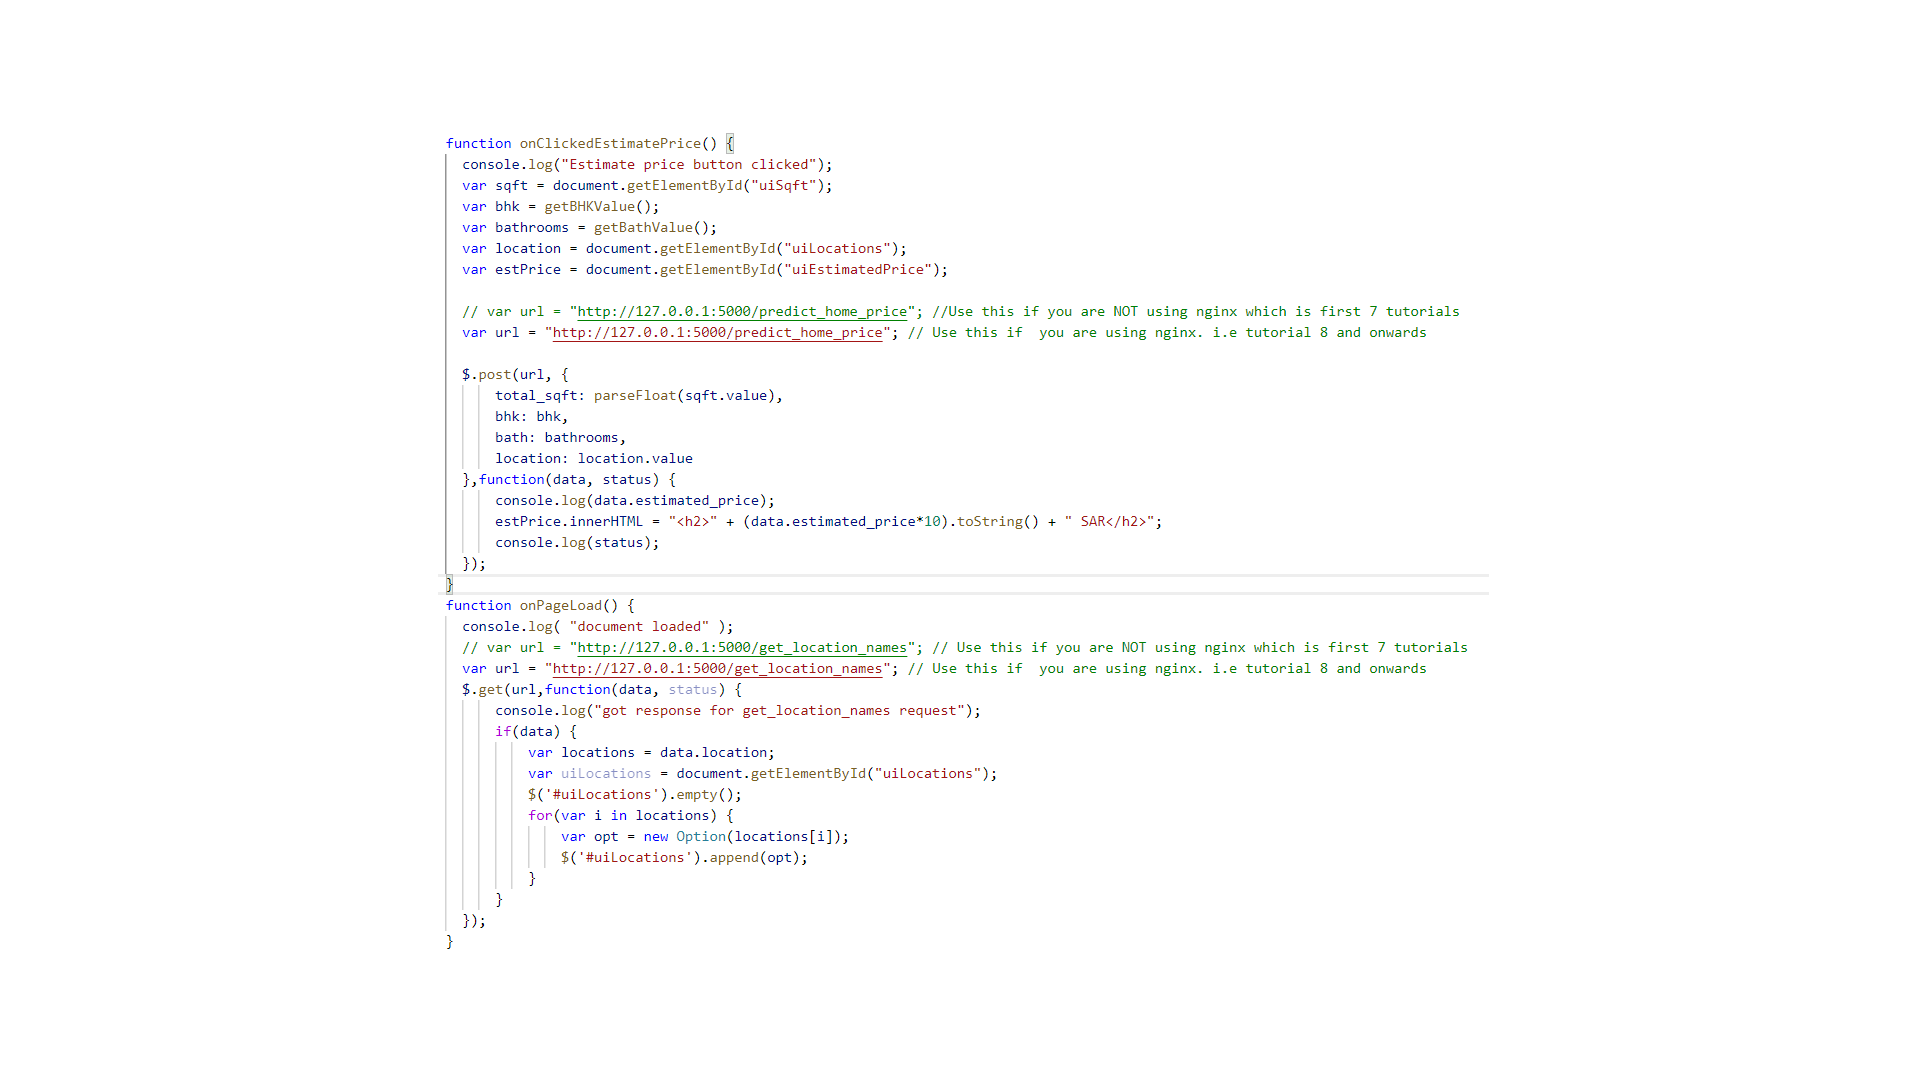 function onClickedEstimatePrice() {
  console.log("Estimate price button clicked");
  var sqft = document.getElementById("uiSqft");
  var bhk = getBHKValue();
  var bathrooms = getBathValue();
  var location = document.getElementById("uiLocations");
  var estPrice = document.getElementById("uiEstimatedPrice");

  // var url = "http://127.0.0.1:5000/predict_home_price"; //Use this if you are NOT using nginx which is first 7 tutorials
  var url = "http://127.0.0.1:5000/predict_home_price"; // Use this if  you are using nginx. i.e tutorial 8 and onwards

  $.post(url, {
      total_sqft: parseFloat(sqft.value),
      bhk: bhk,
      bath: bathrooms,
      location: location.value
  },function(data, status) {
      console.log(data.estimated_price);
      estPrice.innerHTML = "<h2>" + (data.estimated_price*10).toString() + " SAR</h2>";
      console.log(status);
  });
}
function onPageLoad() {
  console.log( "document loaded" );
  // var url = "http://127.0.0.1:5000/get_location_names"; // Use this if you are NOT using nginx which is first 7 tutorials
  var url = "http://127.0.0.1:5000/get_location_names"; // Use this if  you are using nginx. i.e tutorial 8 and onwards
  $.get(url,function(data, status) {
      console.log("got response for get_location_names request");
      if(data) {
          var locations = data.location;
          var uiLocations = document.getElementById("uiLocations");
          $('#uiLocations').empty();
          for(var i in locations) {
              var opt = new Option(locations[i]);
              $('#uiLocations').append(opt);
          }
      }
  });
}